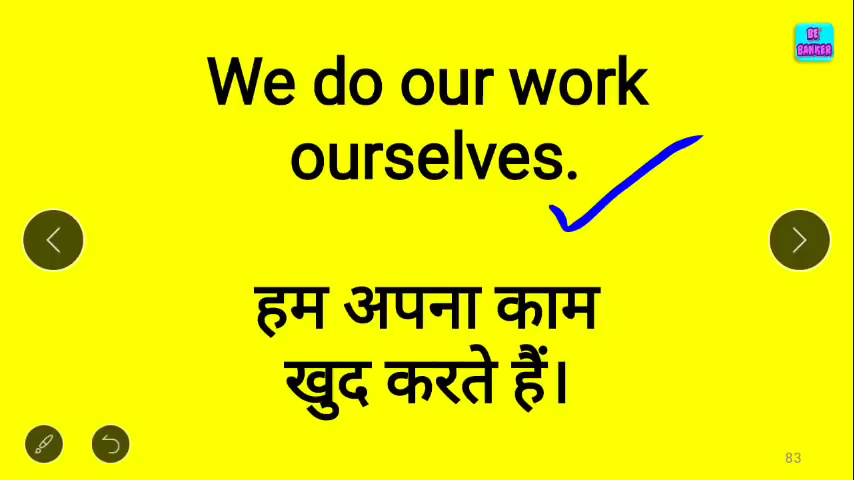 BE
BANKER
We do our work
ourselves.
हम अपना काम
खुद करते हैं।
83